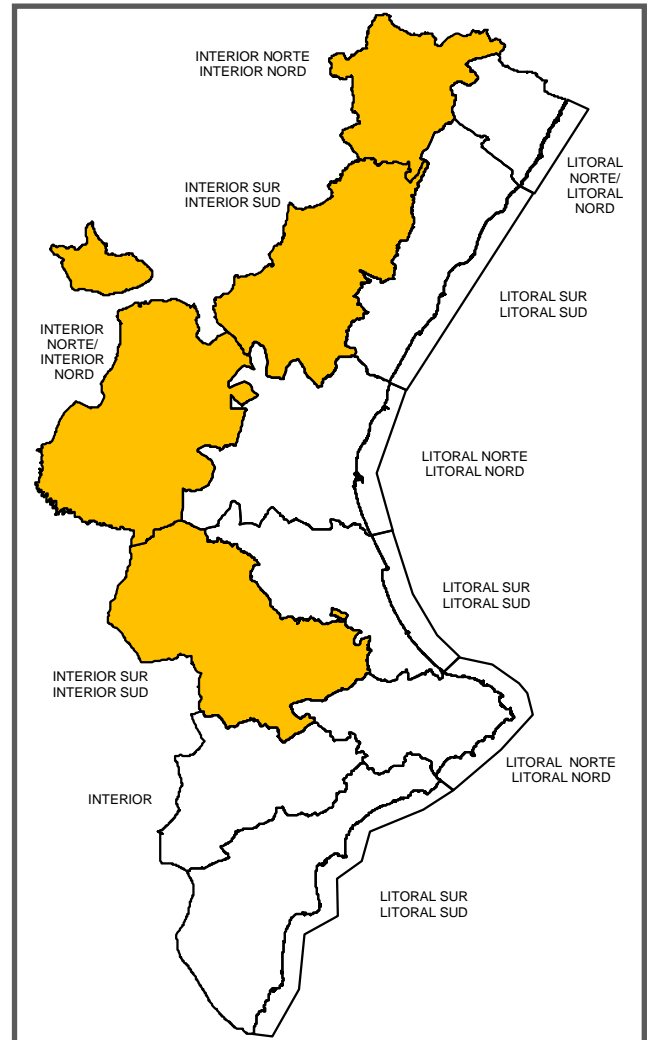 INTERIOR NORTE
INTERIOR NORD
LITORAL
NORTE/
LITORAL
NORD
INTERIOR SUR
INTERIOR SUD
LITORAL SUR
LITORAL SUD
INTERIOR
NORTE/
INTERIOR
NORD
LITORAL NORTE
LITORAL NORD
LITORAL SUR
LITORAL SUD
INTERIOR SUR
INTERIOR SUD
LITORAL NORTE
LITORAL NORD
INTERIOR
LITORAL SUR
LITORAL SUD